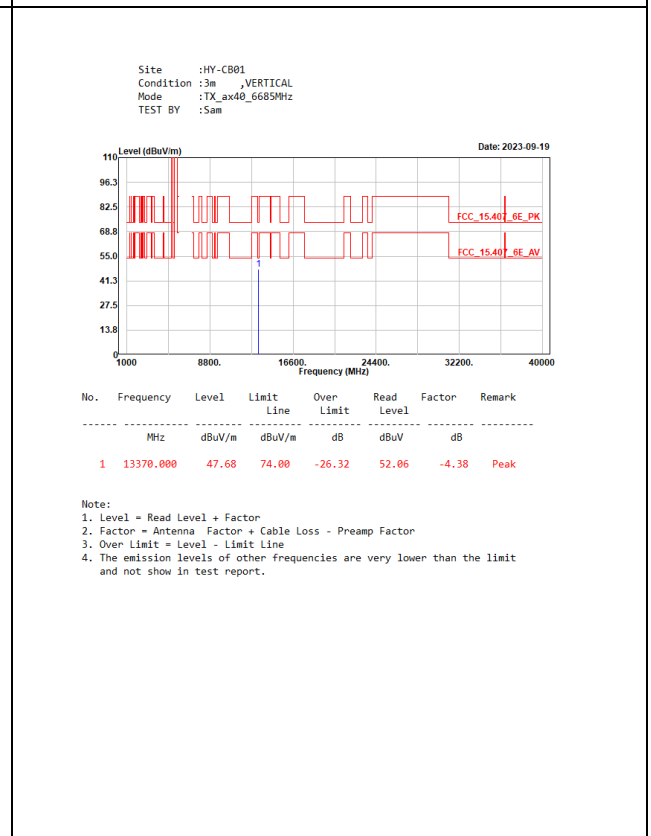 Site      :HY-CB01
Condition :3m    ,VERTICAL
Mode      :TX_ax40_6685MHz
TEST BY   :Sam
Level (dBuV/m)
Date: 2023-09-19
110
96.3
82.5
FCC_15.407_6E_PK
68.8
55.0
FCC_15.407_6E_AV
1
41.3
27.5
13.8
0
1000 8800. 16600. 24400. 32200. 40000
Frequency (MHz)
No. Frequency Level Limit Over Read Factor Remark
Line Limit Level
MHz dBuV/m dBuV/m dB dBuV dB
1 13370.000 47.68 74.00 -26.32 52.06 -4.38 Peak
Note:
1. Level = Read Level + Factor
2. Factor = Antenna  Factor + Cable Loss - Preamp Factor
3. Over Limit = Level - Limit Line
4. The emission levels of other frequencies are very lower than the limit
and not show in test report.